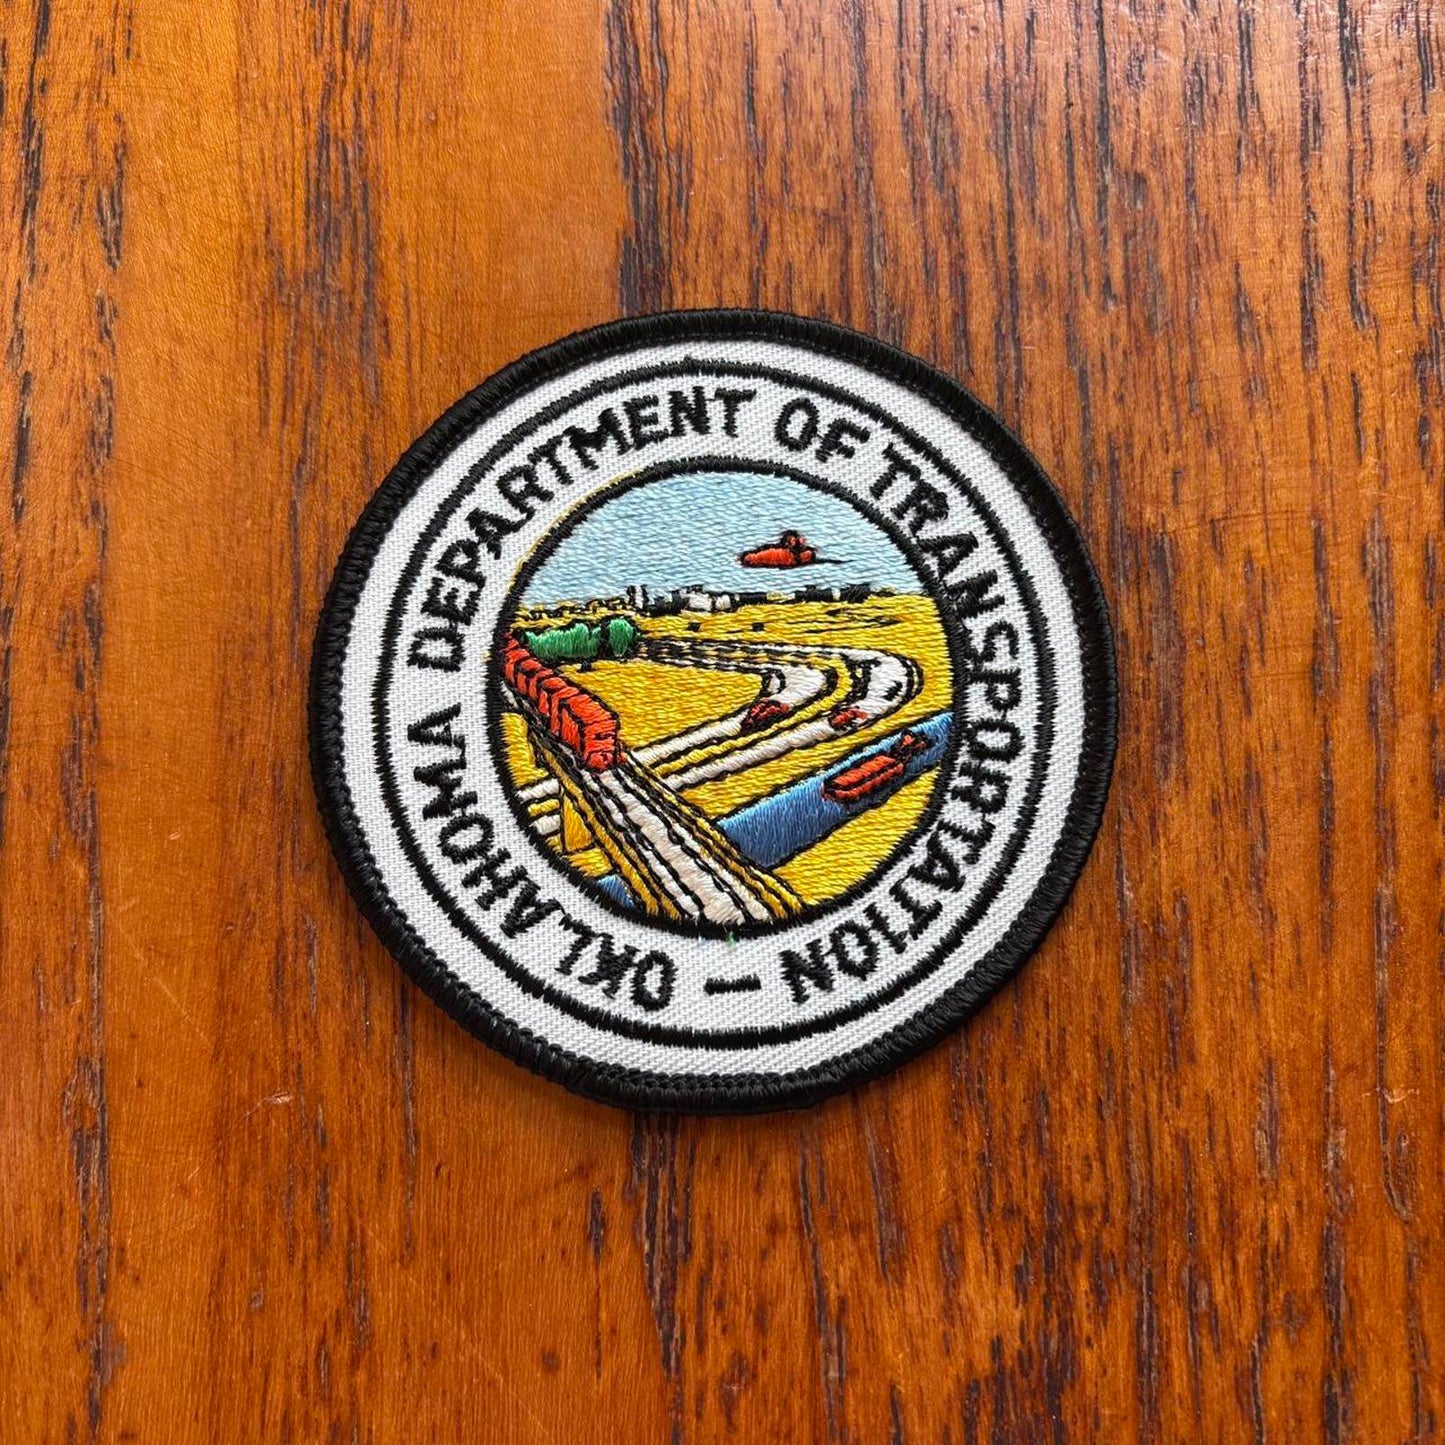 OKLAHOMA DEPARTMENT OF TRANSPORTATION –